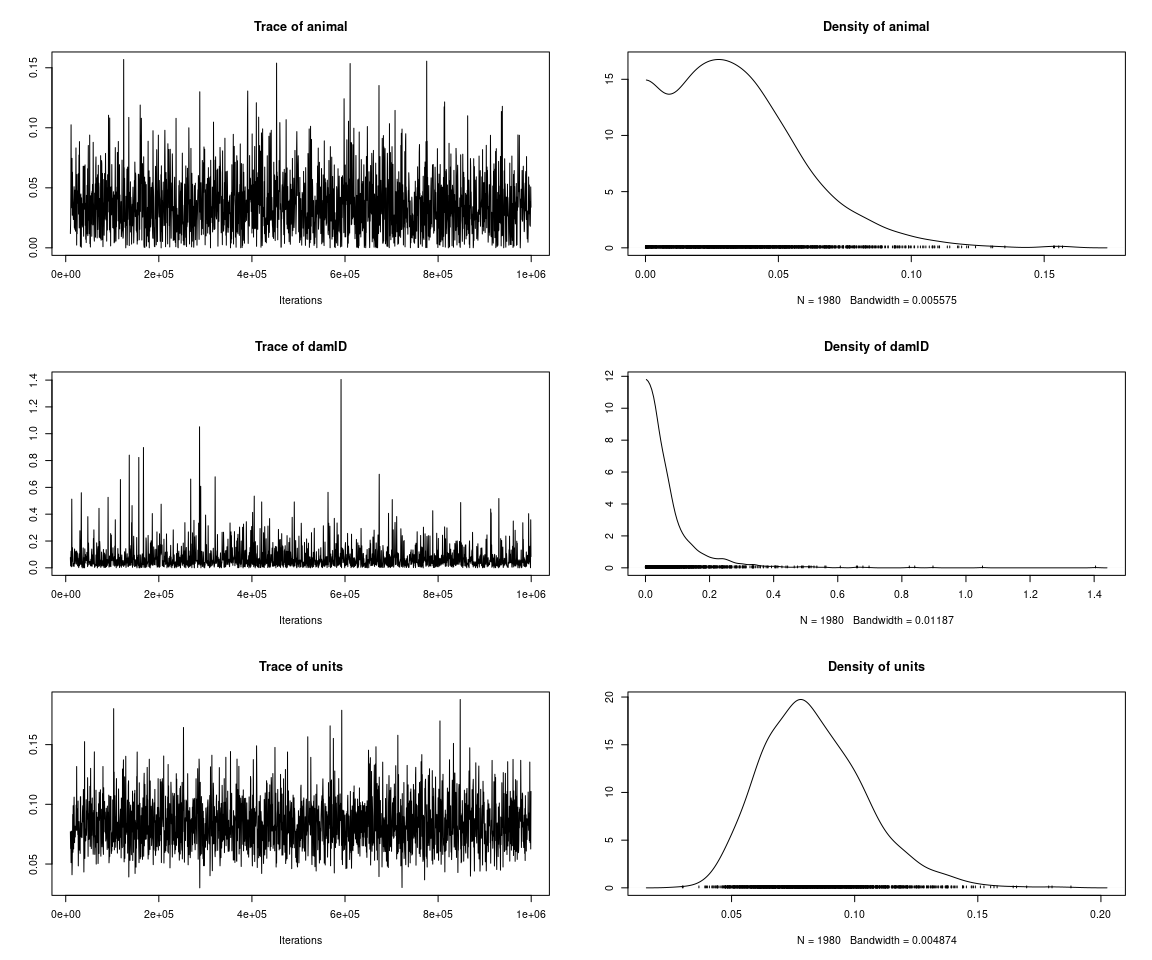 Trace of animal
0.00 0.05 0.10 0.15
0e+00 2e+05 4e+05 6e+05 8e+05 1e+06
Iterations
Density of animal
0 5 10 15
0.00 0.05 0.10 0.15
N = 1980 Bandwidth = 0.005575
Trace of damID
0.0 0.2 0.4 0.6 0.8 1.0 1.2 1.4
0e+00 2e+05 4e+05 6e+05 8e+05 1e+06
Iterations
Density of damID
0 2 4 6 8 10 12
0.0 0.2 0.4 0.6 0.8 1.0 1.2 1.4
N = 1980 Bandwidth = 0.01187
Trace of units
0.05 0.10 0.15
0e+00 2e+05 4e+05 6e+05 8e+05 1e+06
Iterations
Density of units
0 5 10 15 20
0.05 0.10 0.15 0.20
N = 1980 Bandwidth = 0.004874